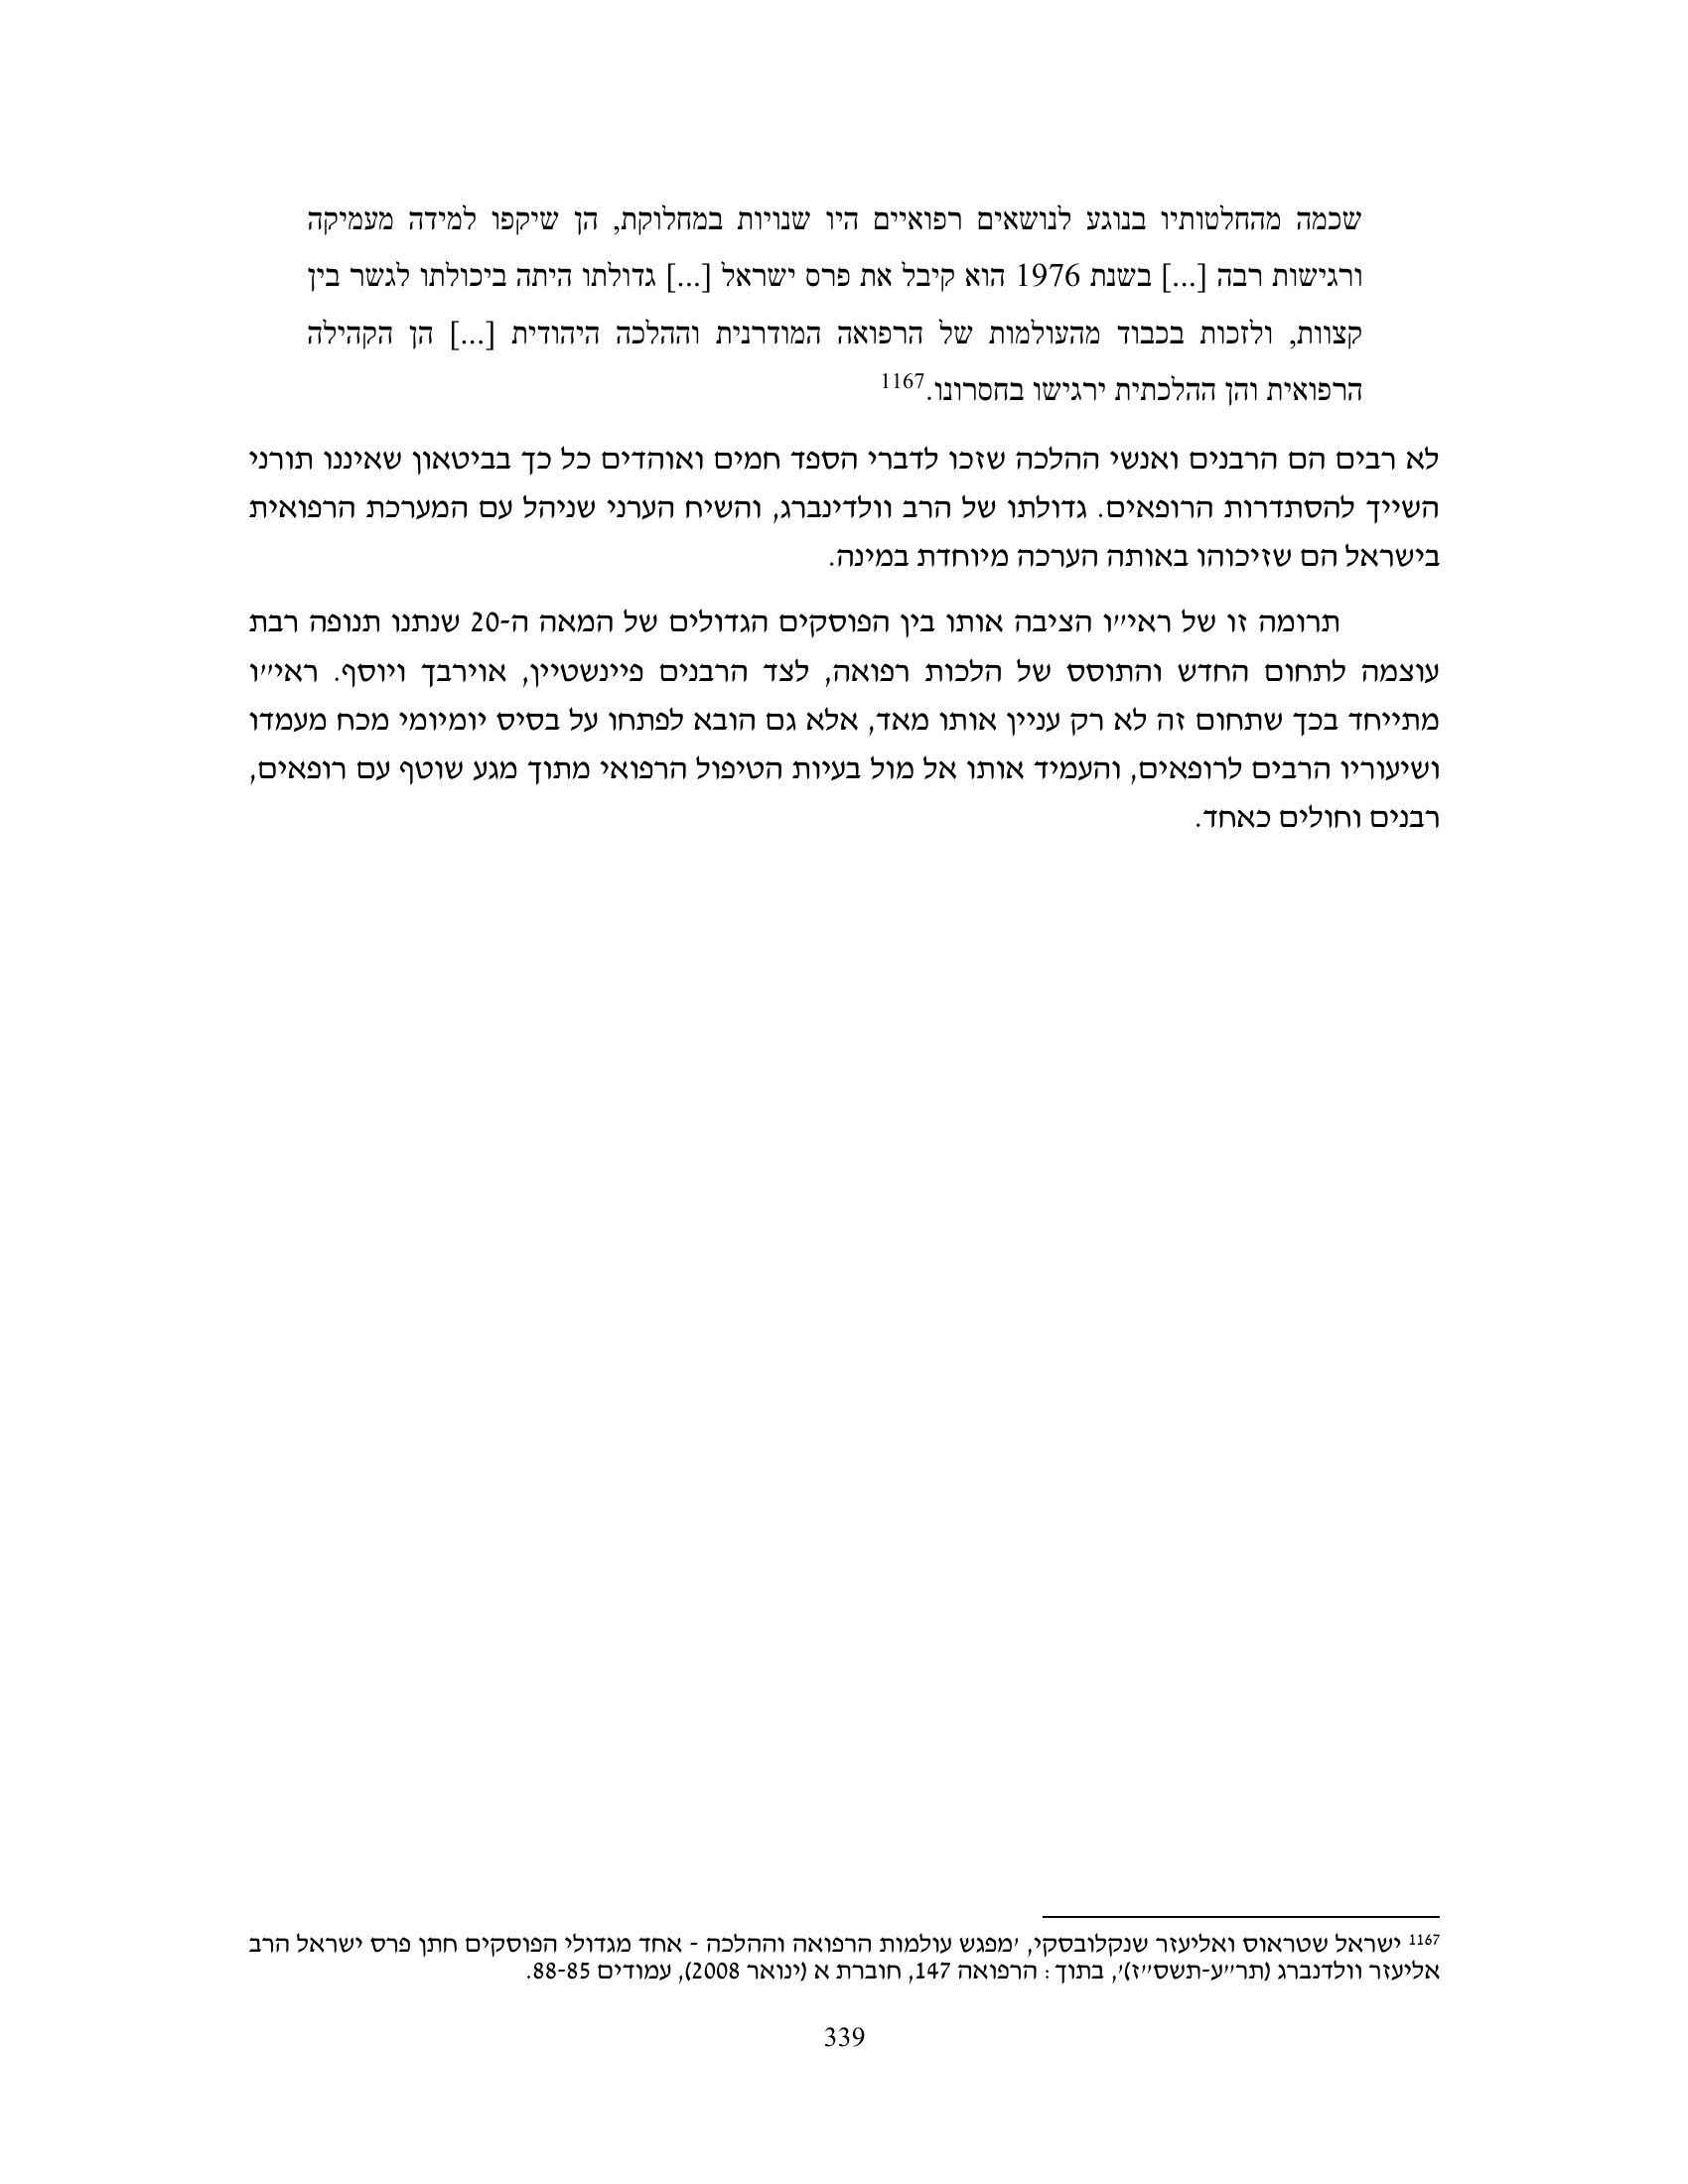 שכמה מהחלטותיו בנוגע לנושאים רפואיים היו שנויות במחלוקת, הן שיקפו למידה מעמיקה
ורגישות רבה [...] בשנת 1976 הוא קיבל את פרס ישראל [...] גדולתו היתה ביכולתו לגשר בין
קצוות, ולזכות בכבוד מהעולמות של הרפואה המודרנית וההלכה היהודית [...] הן הקהילה
הרפואית והן ההלכתית ירגישו בחסרונו.1167
לא רבים הם הרבנים ואנשי ההלכה שזכו לדברי הספד חמים ואוהדים כל כך בביטאון שאיננו תורני
השייך להסתדרות הרופאים. גדולתו של הרב וולדינברג, והשיח הערני שניהל עם המערכת הרפואית
בישראל הם שזיכוהו באותה הערכה מיוחדת במינה.
תרומה זו של ראי״ו הציבה אותו בין הפוסקים הגדולים של המאה ה-20 שנתנו תנופה רבת
עוצמה לתחום החדש והתוסס של הלכות רפואה, לצד הרבנים פיינשטיין, אוירבך ויוסף. ראי״ו
מתייחד בכך שתחום זה לא רק עניין אותו מאד, אלא גם הובא לפתחו על בסיס יומיומי מכח מעמדו
ושיעוריו הרבים לרופאים, והעמיד אותו אל מול בעיות הטיפול הרפואי מתוך מגע שוטף עם רופאים,
רבנים וחולים כאחד.
1167 ישראל שטראוס ואליעזר שנקלובסקי, ׳מפגש עולמות הרפואה וההלכה - אחד מגדולי הפוסקים חתן פרס ישראל הרב
אליעזר וולדנברג (תר״ע-תשס״ז)׳, בתוך: הרפואה 147, חוברת א (ינואר 2008), עמודים 88-85.
339